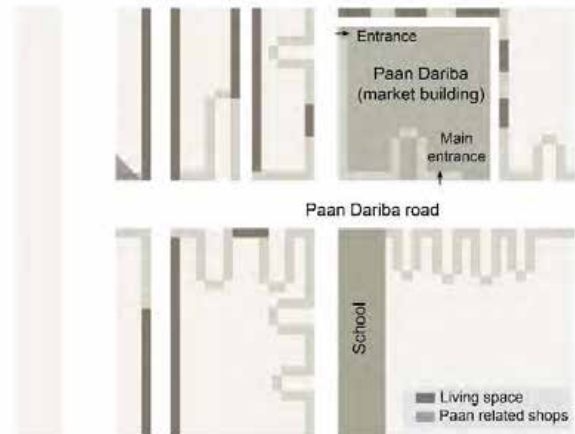 Entrance
Paan Dariba
(market building)
Main
entrance
Paan Dariba road
School
Living space
Paan related shops